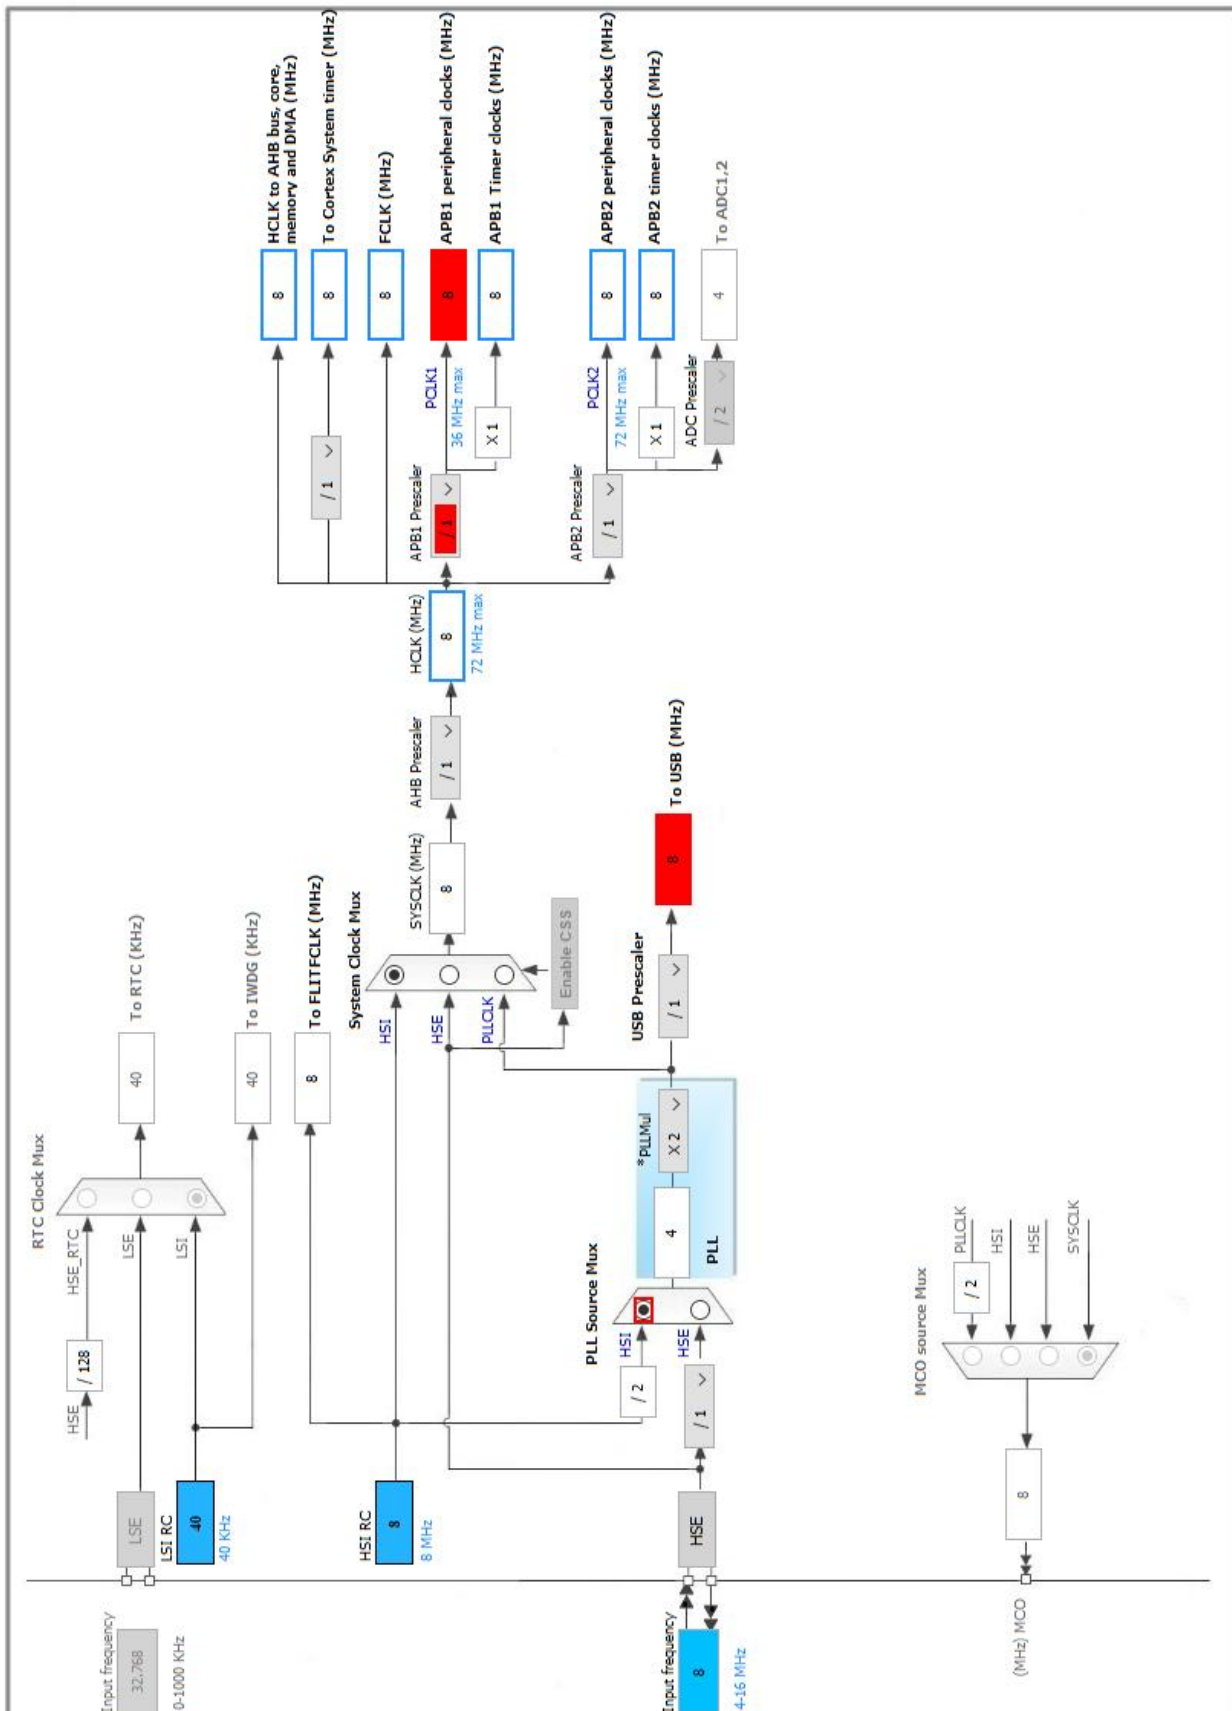 RTC Clock Mux
HSE
/ 128
HSE_RTC
LSE
LSI
40
To RTC (KHz)
Input frequency
32.768
0-1000 KHz
LSE
LSI RC
40
40 KHz
40
To IWDG (KHz)
8
To FLITFCLK (MHz)
HSI RC
8
8 MHz
System Clock Mux
HSI
HSE
PLLCLK
Enable CSS
SYSCLK (MHz)
8
AHB Prescaler
/ 1
HCLK (MHz)
8
72 MHz max
8
HCLK to AHB bus, core,
memory and DMA (MHz)
/ 1
8
To Cortex System timer (MHz)
8
FCLK (MHz)
APB1 Prescaler
/ 1
PCLK1
36 MHz max
8
APB1 peripheral clocks (MHz)
X 1
8
APB1 Timer clocks (MHz)
APB2 Prescaler
/ 1
PCLK2
72 MHz max
8
APB2 peripheral clocks (MHz)
X 1
8
APB2 timer clocks (MHz)
ADC Prescaler
/ 2
4
To ADC1,2
PLL Source Mux
HSI
/ 2
HSE
/ 1
4
*PLLMul
X 2
PLL
USB Prescaler
/ 1
8
To USB (MHz)
Input frequency
8
4-16 MHz
HSE
MCO source Mux
PLLCLK
/ 2
HSI
HSE
SYSCLK
8
(MHz) MCO